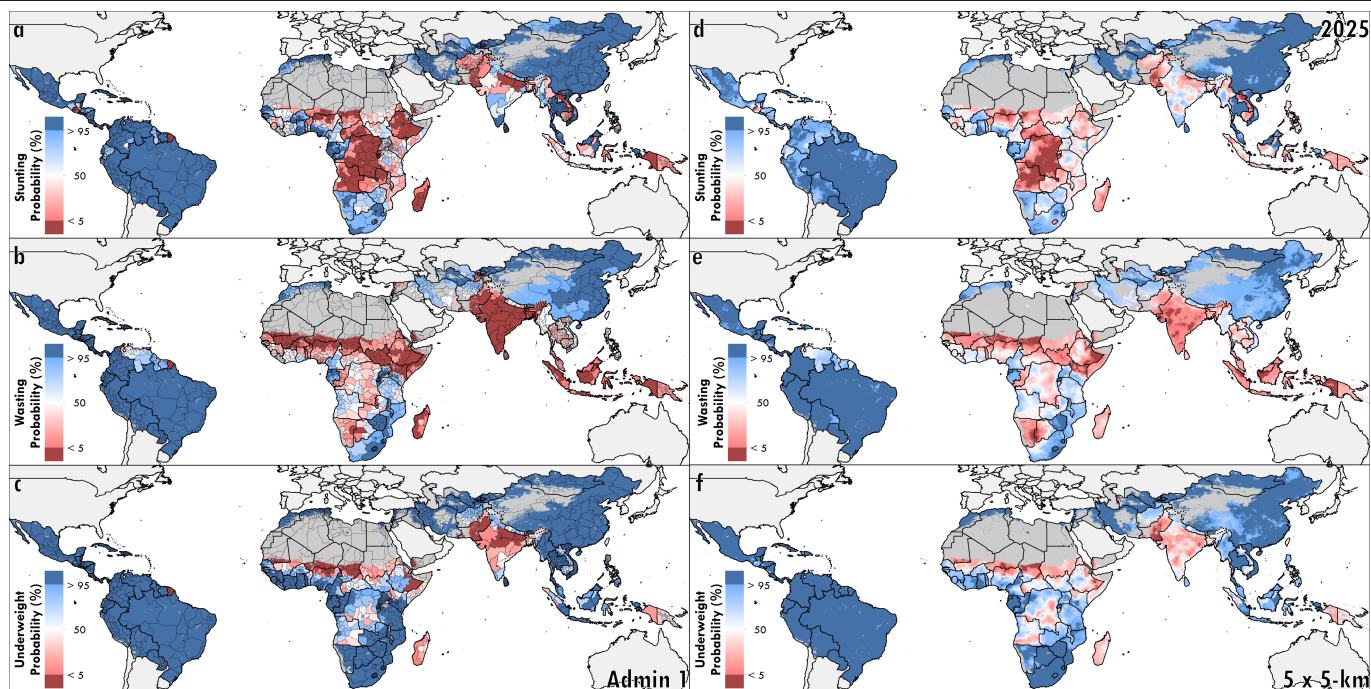 a
Stunting
Probability (%)
> 95
50
< 5
d
2025
Stunting
Probability (%)
> 95
50
< 5
b
Wasting
Probability (%)
> 95
50
< 5
e
Wasting
Probability (%)
> 95
50
< 5
c
Underweight
Probability (%)
> 95
50
< 5
Admin 1
f
Underweight
Probability (%)
> 95
50
< 5
5 x 5-km